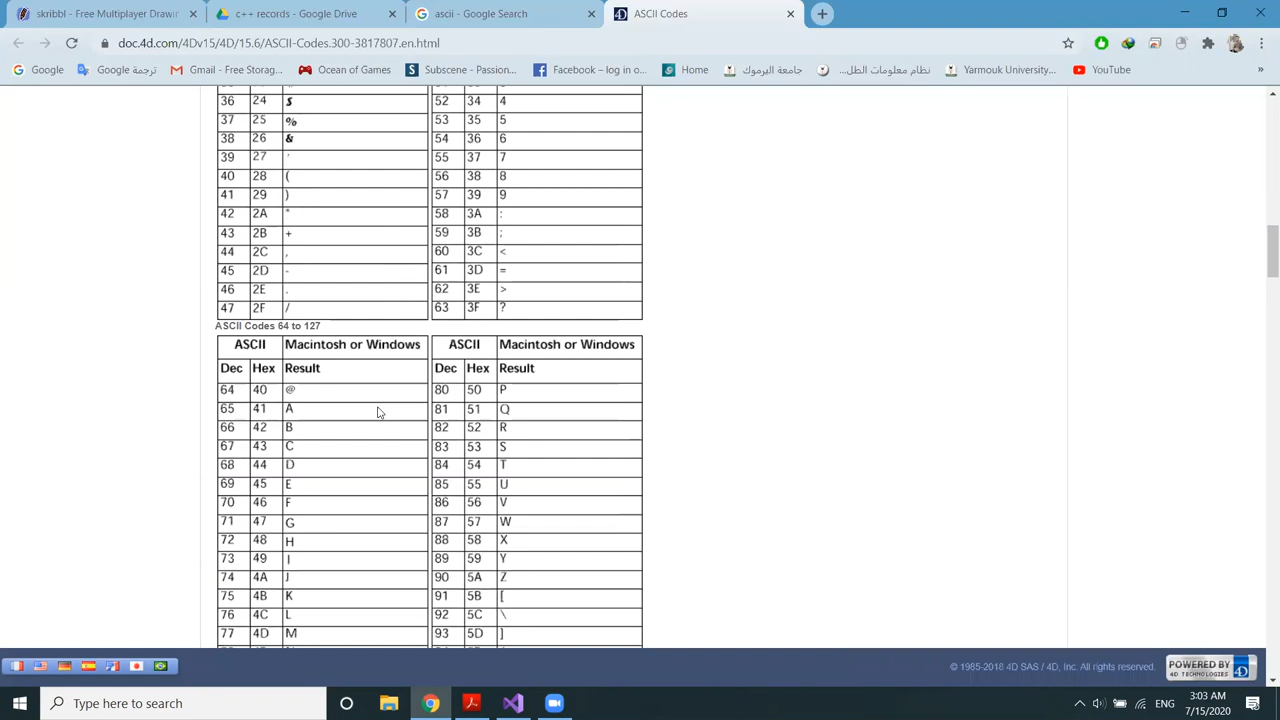 skribbl - Free Multiplayer Drawin
c++ records - Google Drive
ascii - Google Search
ASCII Codes
doc.4d.com/4Dv15/4D/15.6/ASCII-Codes.300-3817807.en.html
Google
ترجمة Google
Gmail - Free Storag...
Ocean of Game
Subscene - Passion...
Facebook – log in o...
Home
جامعة اليرموك
نظام معلومات الطل...
Yarmouk University...
YouTube
»
36 24 $ 52 34 4
37 25 % 53 35 5
38 26 & 54 36 6
39 27 ' 55 37 7
40 28 ( 56 38 8
41 29 ) 57 39 9
42 2A * 58 3A :
43 2B + 59 3B ;
44 2C , 60 3C <
45 2D - 61 3D =
46 2E . 62 3E >
47 2F / 63 3F ?
ASCII Codes 64 to 127
ASCII Macintosh or Windows ASCII Macintosh or Windows
Dec Hex Result Dec Hex Result
64 40 @ 80 50 P
65 41 A 81 51 Q
66 42 B 82 52 R
67 43 C 83 53 S
68 44 D 84 54 T
69 45 E 85 55 U
70 46 F 86 56 V
71 47 G 87 57 W
72 48 H 88 58 X
73 49 I 89 59 Y
74 4A J 90 5A Z
75 4B K 91 5B [
76 4C L 92 5C \
77 4D M 93 5D ]
© 1985-2018 4D SAS / 4D, Inc. All rights reserved.
POWERED BY
4D TECHNOLOGIES
4D
Type here to search
ENG
3:03 AM
7/15/2020